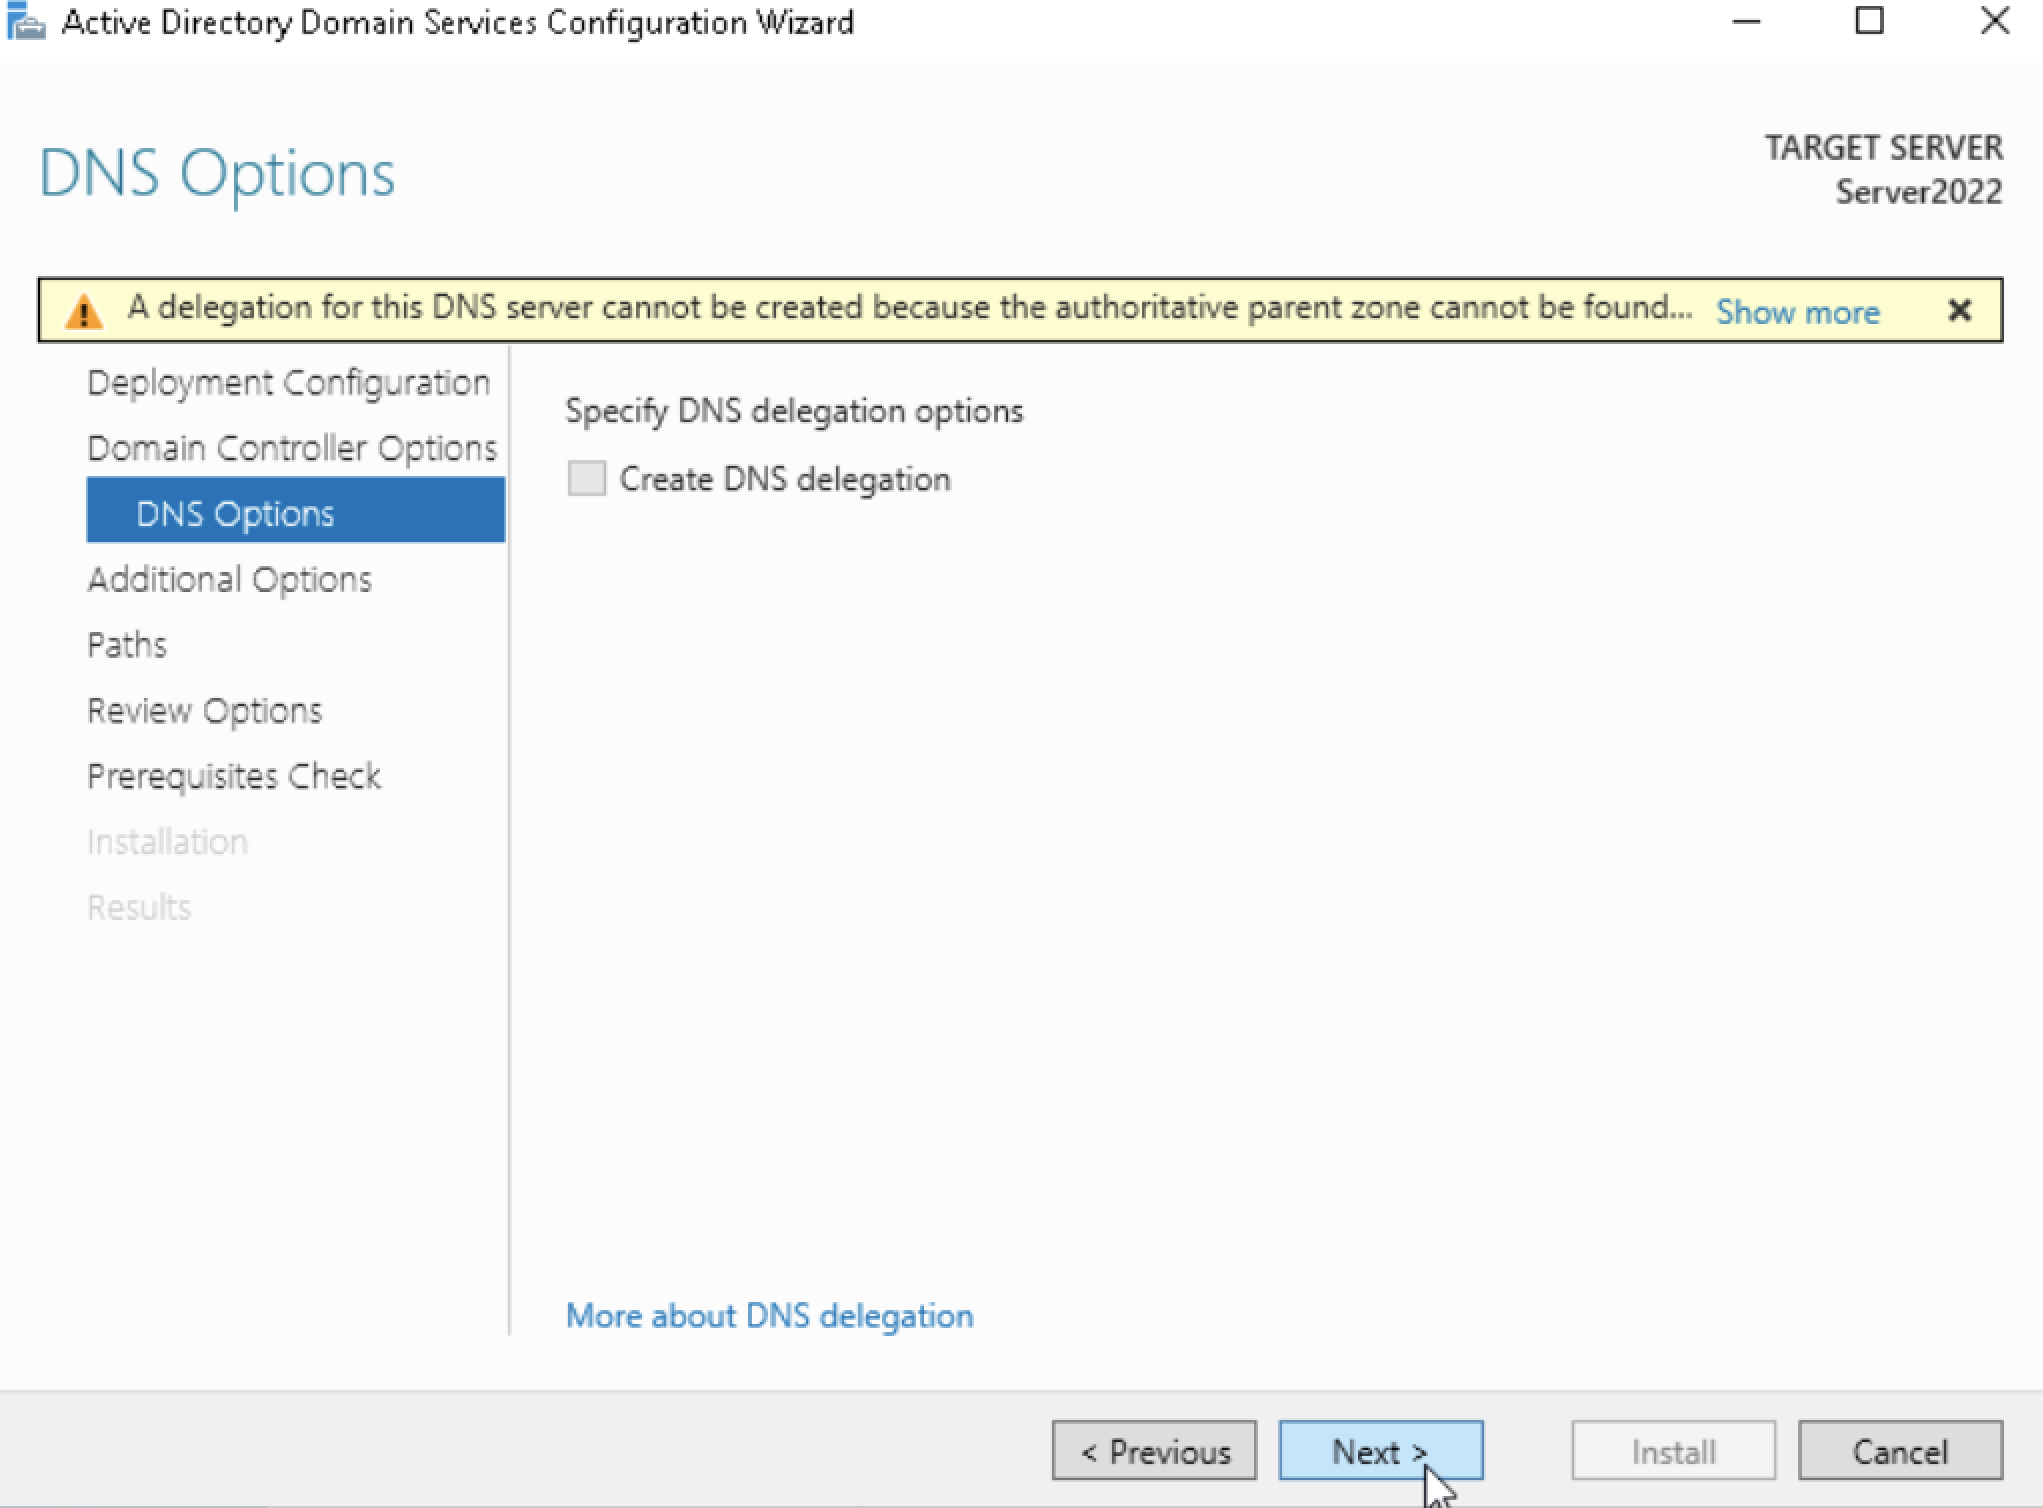 Active Directory Domain Services Configuration Wizard
DNS Options
TARGET SERVER
Server2022
A delegation for this DNS server cannot be created because the authoritative parent zone cannot be found... Show more
Deployment Configuration
Domain Controller Options
DNS Options
Additional Options
Paths
Review Options
Prerequisites Check
Installation
Results
Specify DNS delegation options
Create DNS delegation
More about DNS delegation
< Previous
Next >
Install
Cancel